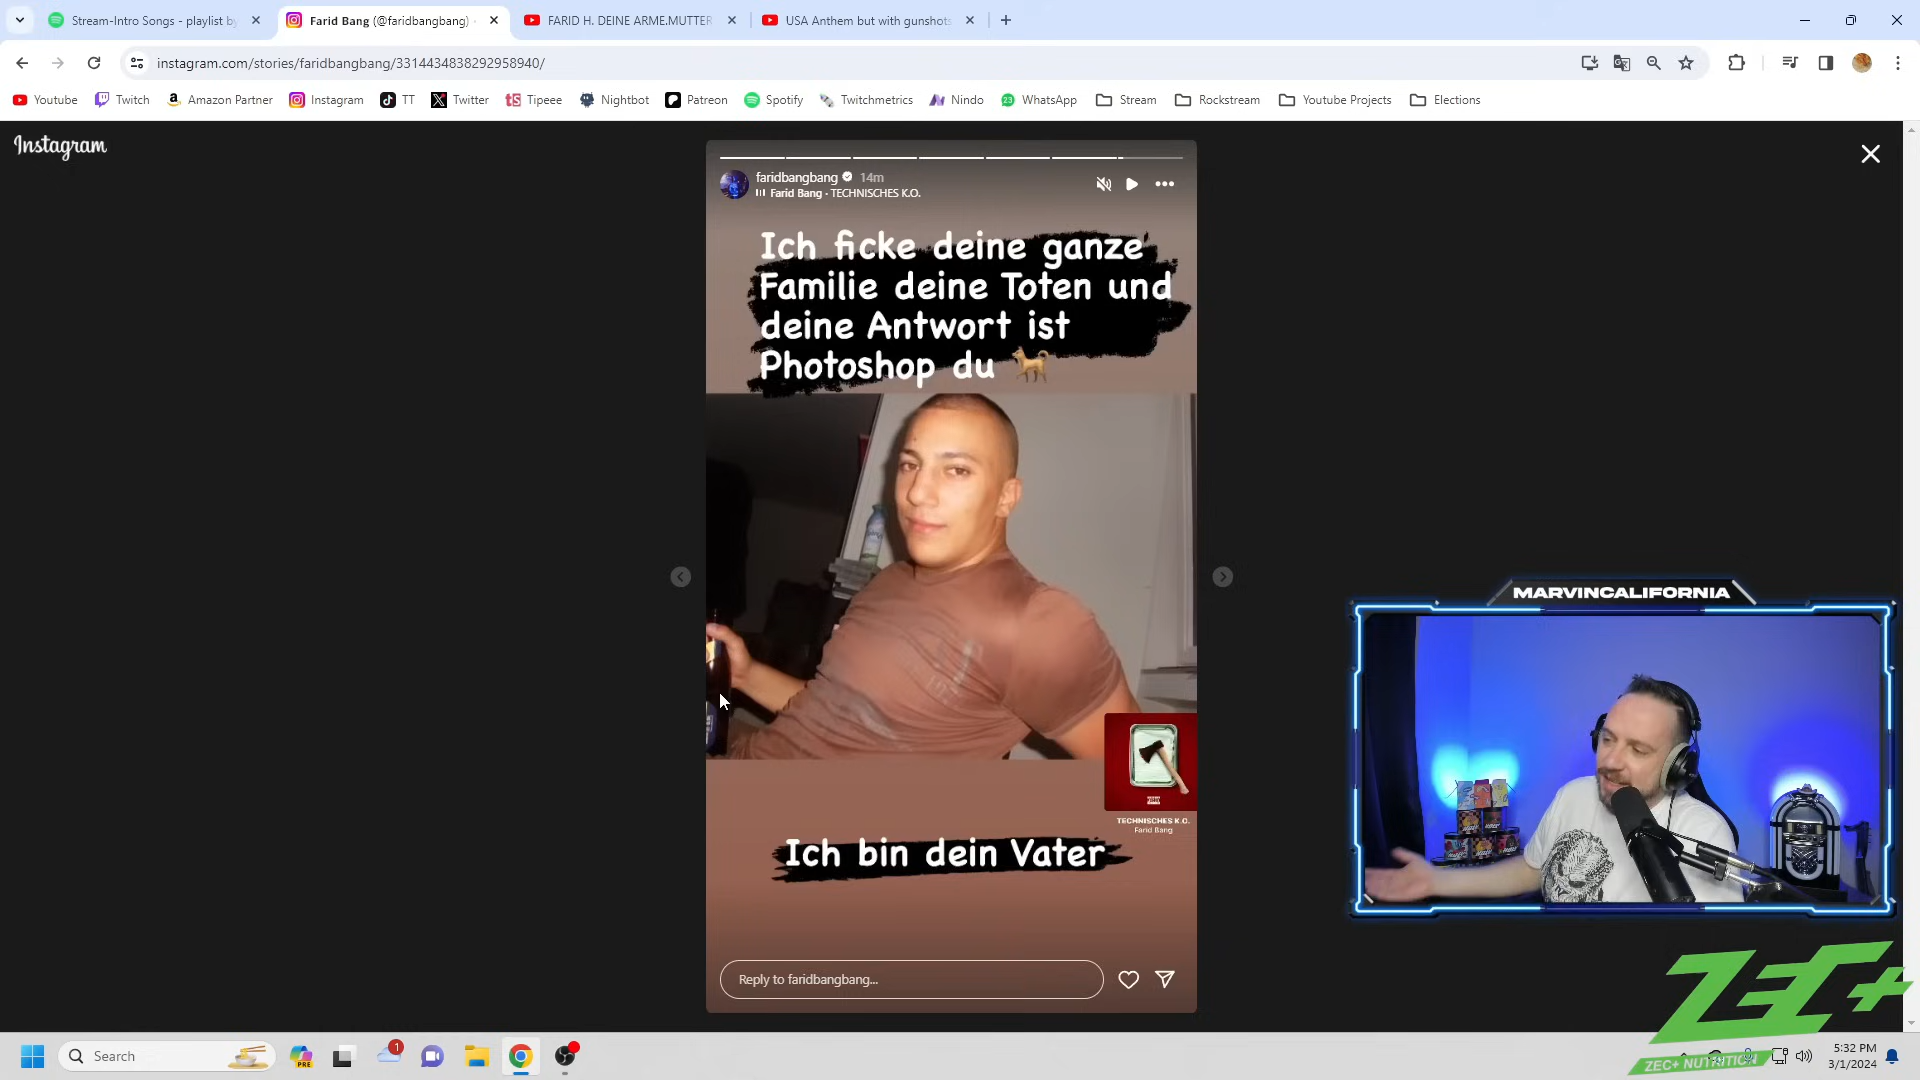 Stream-Intro Songs - playlist by
Farid Bang (@faridbangbang)
FARID H. DEINE ARME.MUTTER
USA Anthem but with gunshots
instagram.com/stories/faridbangbang/3314434838292958940/
Youtube
Twitch
Amazon Partner
Instagram
TT
Twitter
Tipeee
Nightbot
Patreon
Spotify
Twitchmetrics
Nindo
WhatsApp
Stream
Rockstream
Youtube Projects
Elections
Instagram
faridbangbang 14m
Farid Bang • TECHNISCHES K.O.
Ich ficke deine ganze
Familie deine Toten und
deine Antwort ist
Photoshop du
TECHNISCHES K.O.
Farid Bang
Ich bin dein Vater
Reply to faridbangbang...
MARVINCALIFORNIA
ZEC+
ZEC+ NUTRITION
Search
PRE
1
5:32 PM
3/1/2024